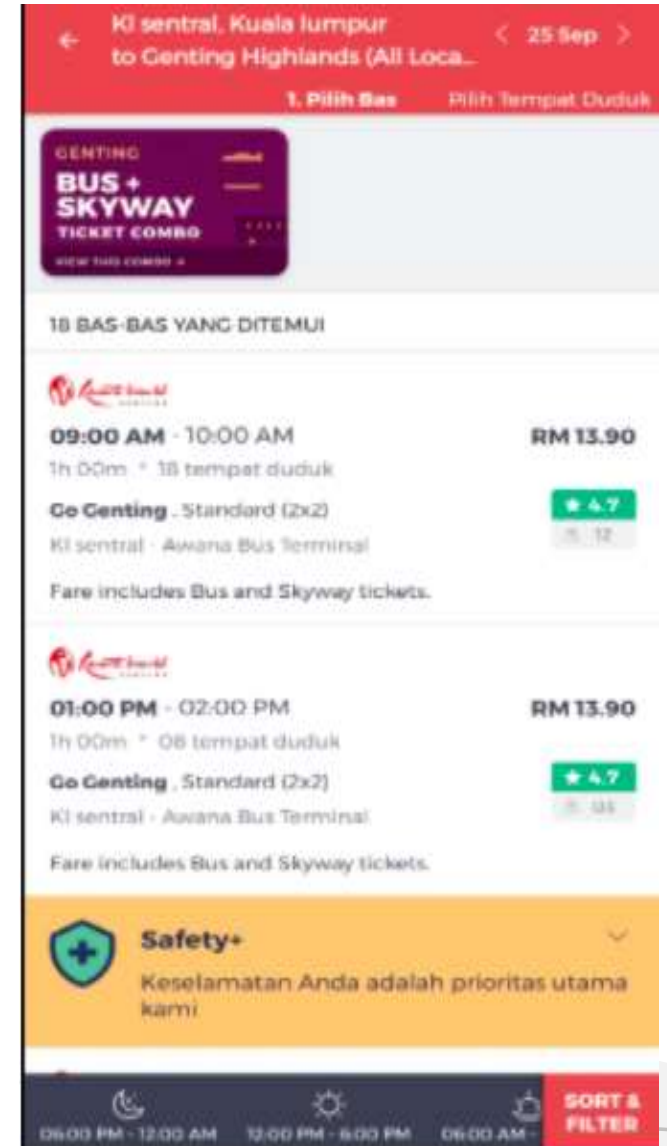 Kl sentral, Kuala lumpur
to Genting Highlands (All Loca...
25 Sep
1. Pilih Bas
Pilih Tempat Duduk
GENTING
BUS +
SKYWAY
TICKET COMBO
VIEW THIS COMBO
18 BAS-BAS YANG DITEMUI
09:00 AM - 10:00 AM
RM 13.90
1h 00m * 18 tempat duduk
Go Genting , Standard (2x2)
★ 4.7
12
Kl sentral - Awana Bus Terminal
Fare includes Bus and Skyway tickets.
01:00 PM - 02:00 PM
RM 13.90
1h 00m * 08 tempat duduk
Go Genting , Standard (2x2)
★ 4.7
Kl sentral - Awana Bus Terminal
Fare includes Bus and Skyway tickets.
Safety+
Keselamatan Anda adalah prioritas utama
kami
06:00 PM - 12:00 AM
12:00 PM - 6:00 PM
06:00 AM -
SORT &
FILTER